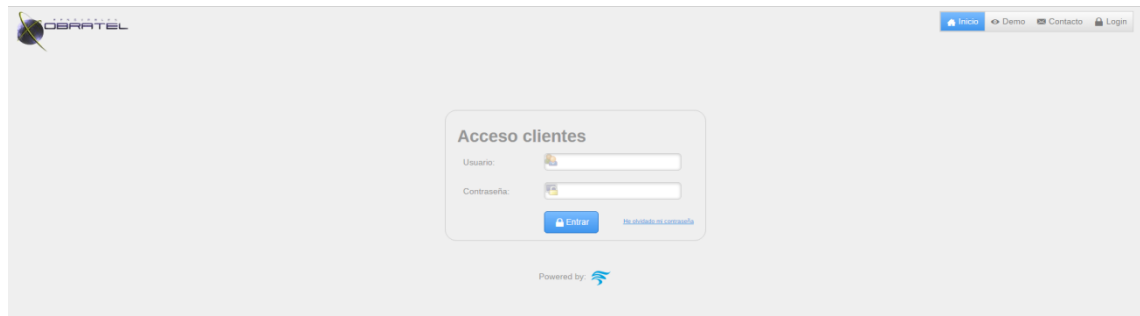 OBRATEL
Inicio Demo Contacto Login
Acceso clientes
Usuario:
Contraseña:
Entrar He olvidado mi contraseña
Powered by: